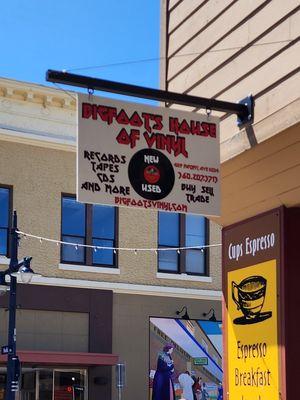 Bigfoot's House
of Vinyl
Records
Tapes
CDs
and more
New
Used
Buy Sell
Trade
bigfootsvinyl.com
Cups Espresso
Espresso
Breakfast